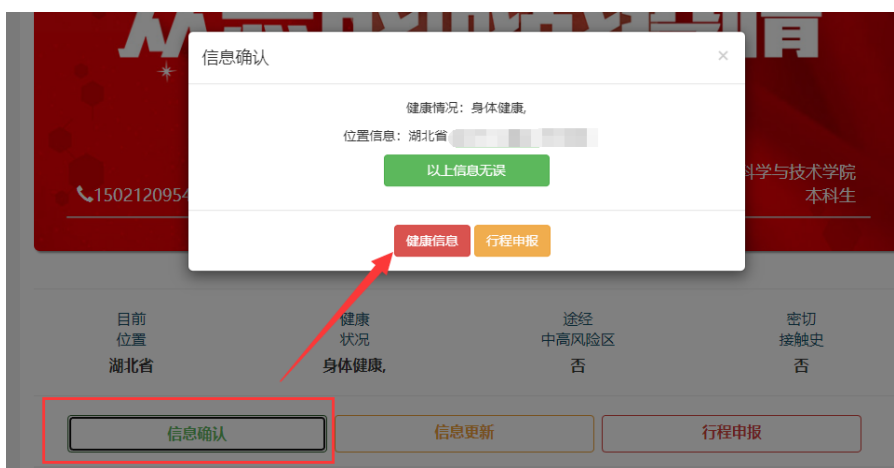 信息确认
×
健康情况：身体健康,
位置信息：湖北省
以上信息无误
科学与技术学院
1502120954
本科生
健康信息
行程申报
目前
位置
健康
状况
途经
中高风险区
密切
接触史
湖北省
身体健康,
否
否
信息确认
信息更新
行程申报